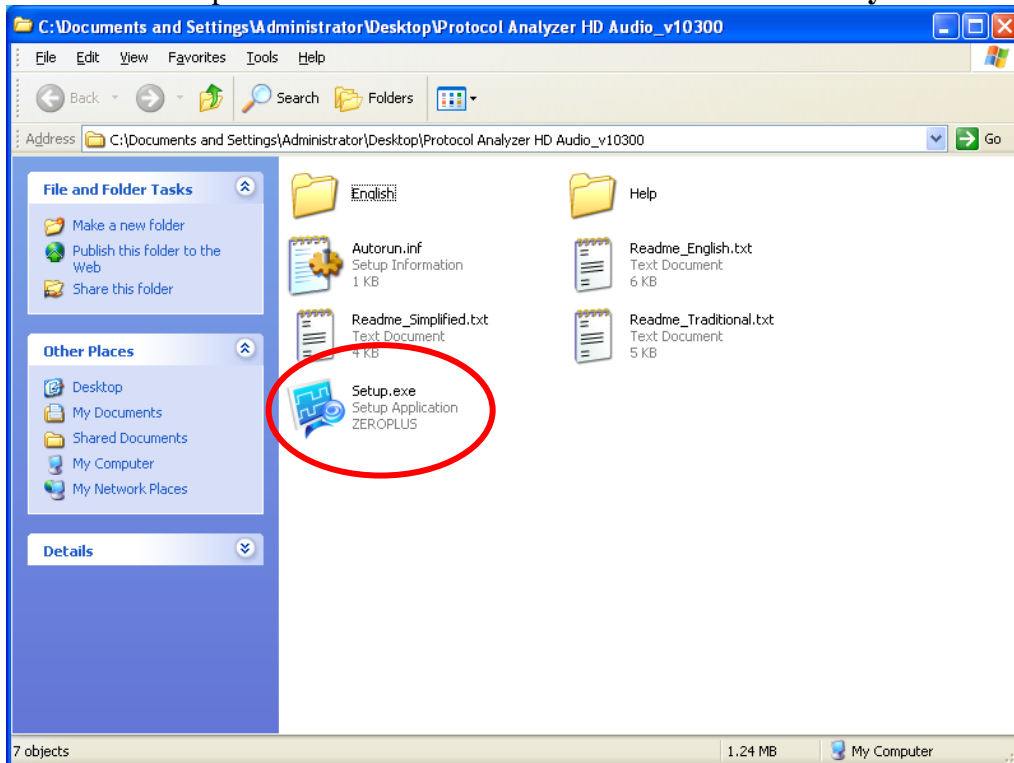 C:\Documents and Settings\Administrator\Desktop\Protocol Analyzer HD Audio_v10300
File Edit View Favorites Tools Help
Back Search Folders
Address C:\Documents and Settings\Administrator\Desktop\Protocol Analyzer HD Audio_v10300 Go
File and Folder Tasks
Make a new folder
Publish this folder to the
Web
Share this folder
Other Places
Desktop
My Documents
Shared Documents
My Computer
My Network Places
Details
English
Help
Autorun.inf
Setup Information
1 KB
Readme_English.txt
Text Document
6 KB
Readme_Simplified.txt
Text Document
4 KB
Readme_Traditional.txt
Text Document
5 KB
Setup.exe
Setup Application
ZEROPLUS
7 objects 1.24 MB My Computer